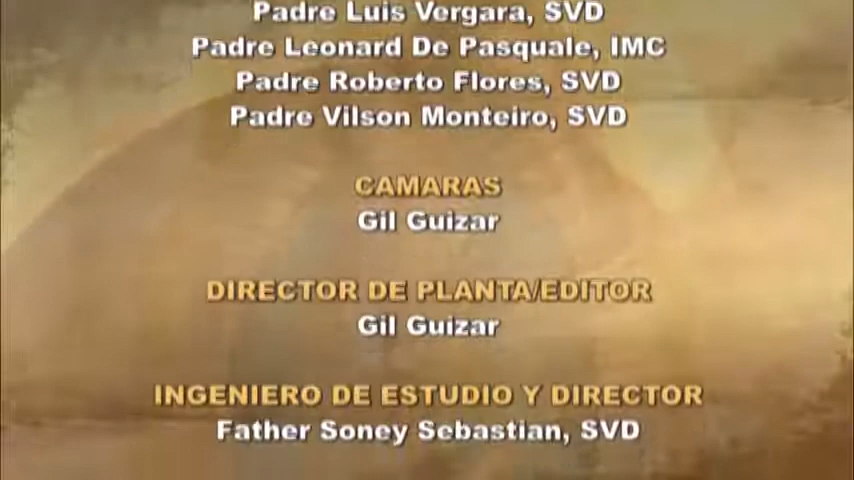 Padre Luis Vergara, SVD
Padre Leonard De Pasquale, IMC
Padre Roberto Flores, SVD
Padre Vilson Monteiro, SVD
CAMARAS
Gil Guizar
DIRECTOR DE PLANTA/EDITOR
Gil Guizar
INGENIERO DE ESTUDIO Y DIRECTOR
Father Soney Sebastian, SVD